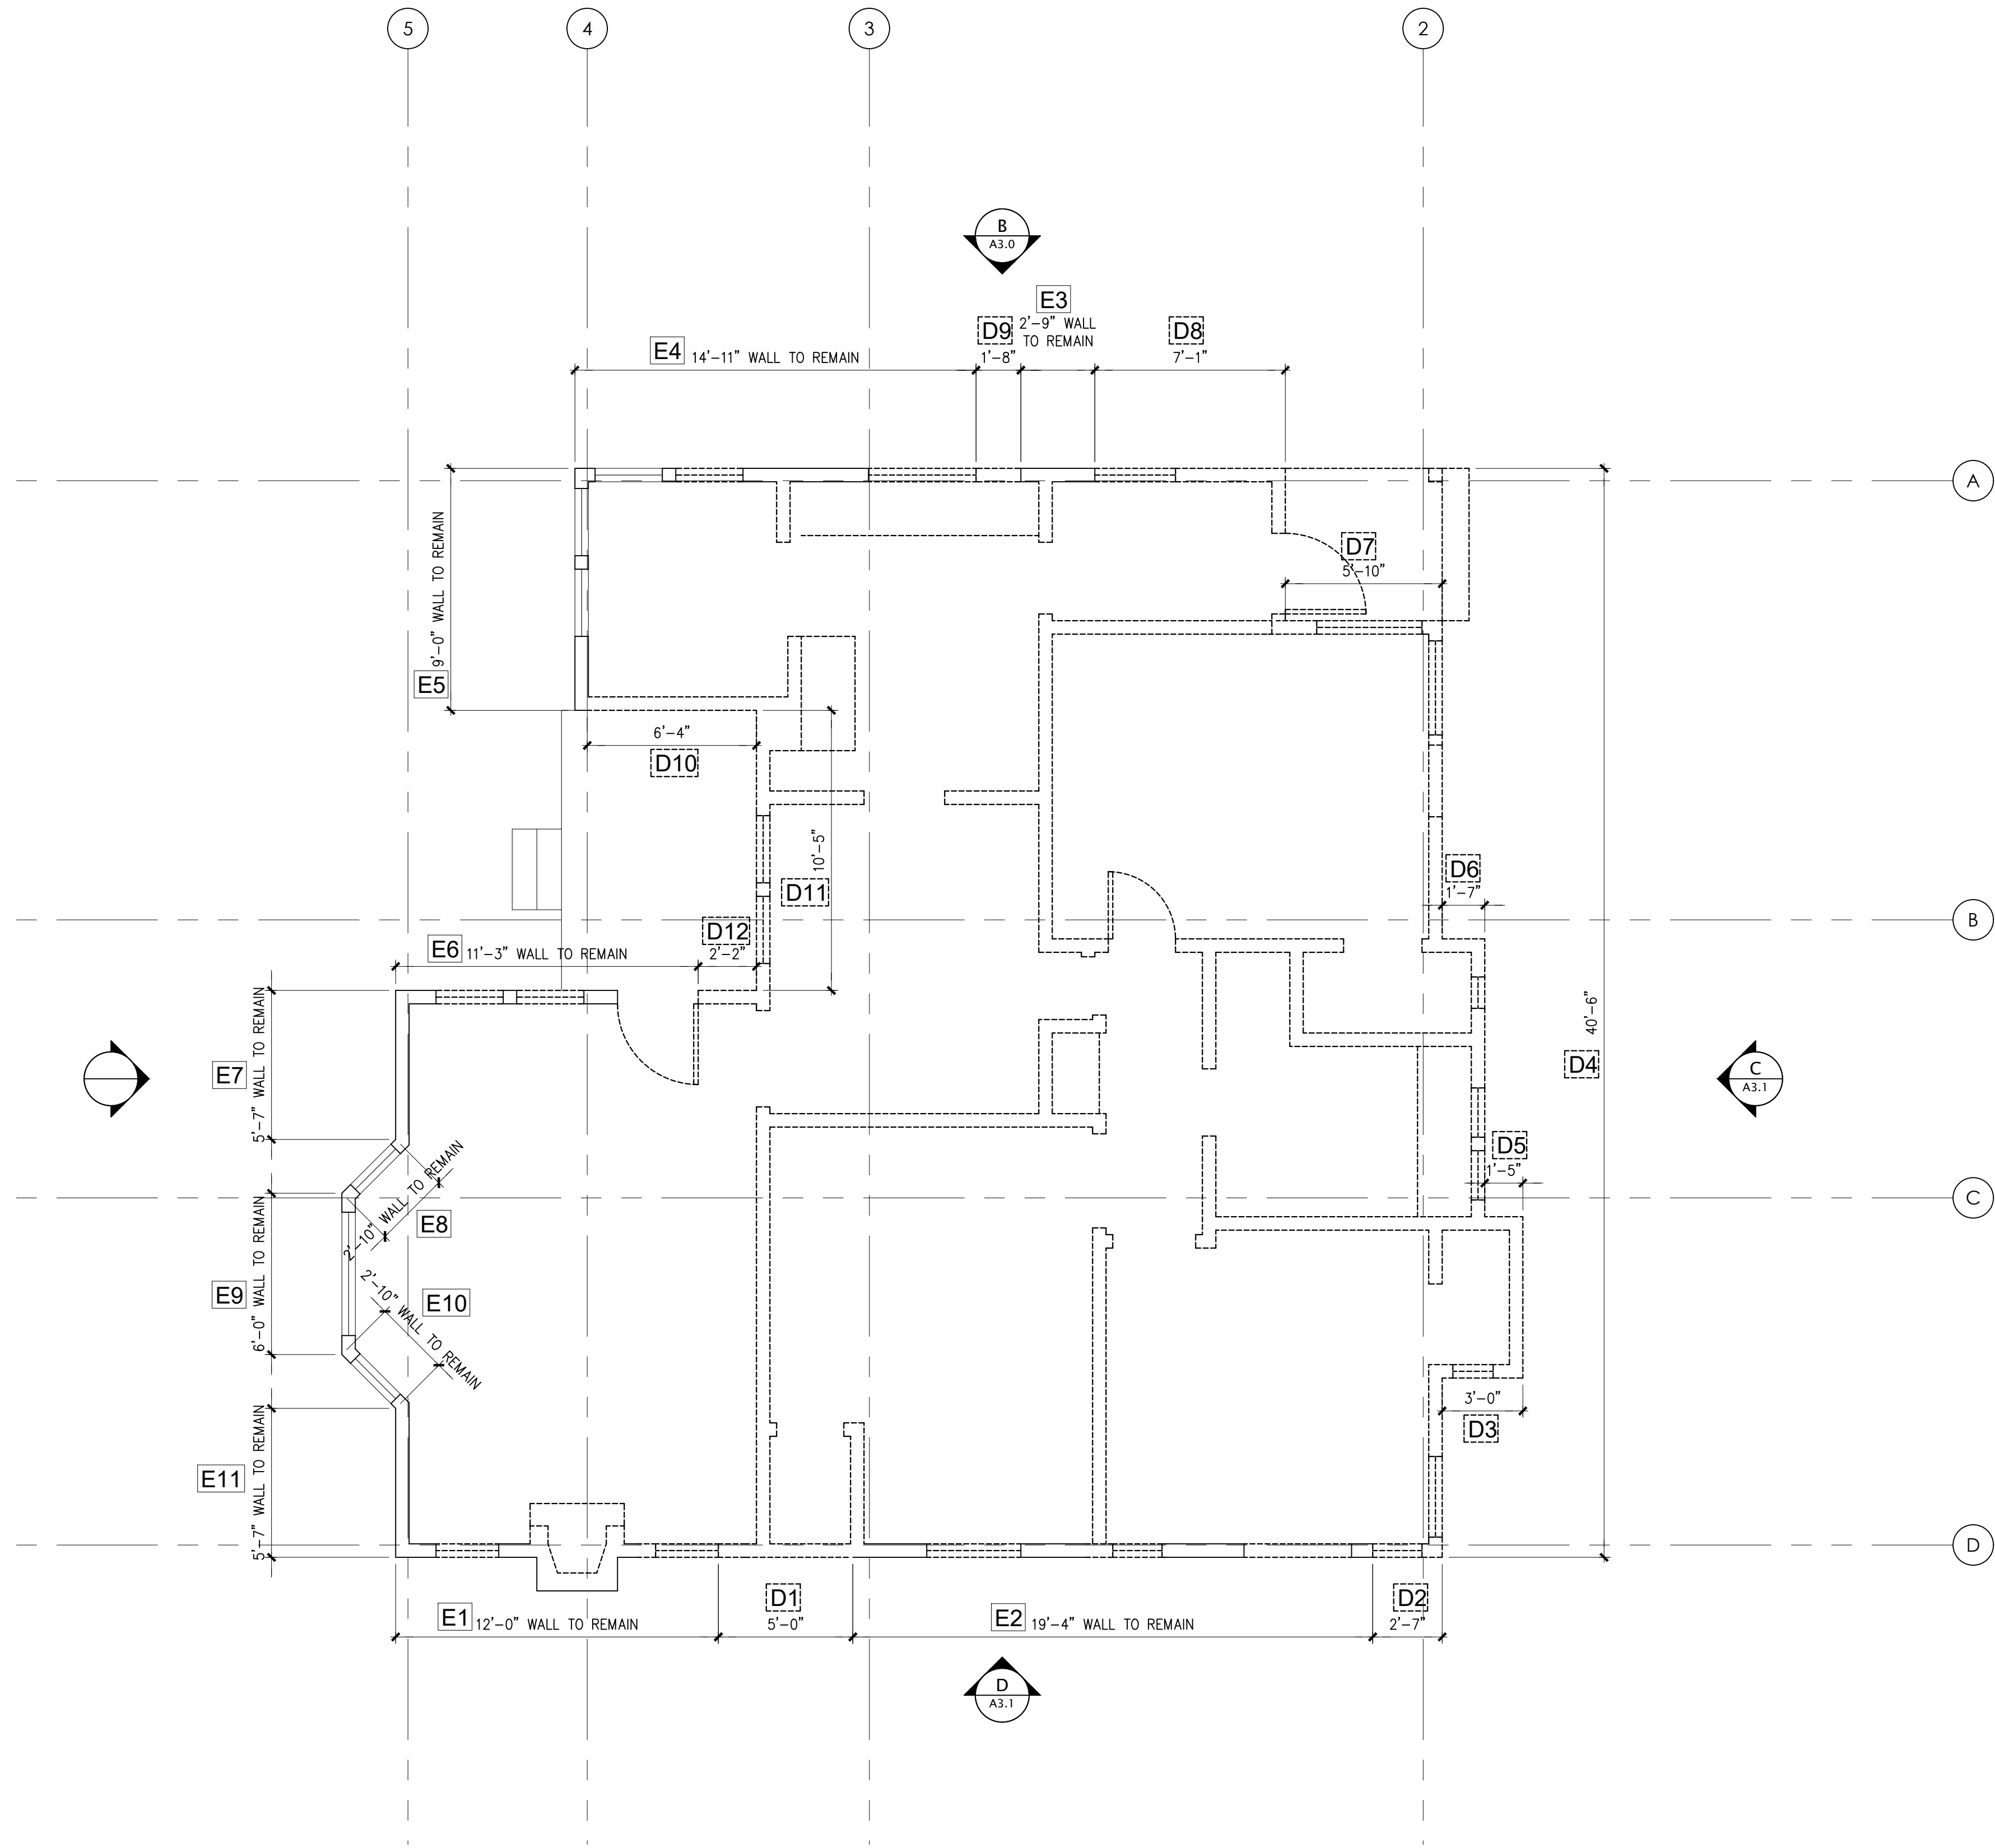 5
4
3
2
B
A3.0
E3
2'-9" WALL
TO REMAIN
D9
1'-8"
D8
7'-1"
E4 14'-11" WALL TO REMAIN
A
9'-0" WALL TO REMAIN
E5
D7
5'-10"
6'-4"
D10
10'-5"
D11
D6
1'-7"
B
D12
2'-2"
E6 11'-3" WALL TO REMAIN
5'-7" WALL TO REMAIN
E7
40'-6"
D4
C
A3.1
D5
1'-5"
2'-10" WALL TO REMAIN
E8
C
6'-0" WALL TO REMAIN
E9
2'-10" WALL TO REMAIN
E10
3'-0"
D3
5'-7" WALL TO REMAIN
E11
D
E1 12'-0" WALL TO REMAIN
D1
5'-0"
E2 19'-4" WALL TO REMAIN
D2
2'-7"
D
A3.1